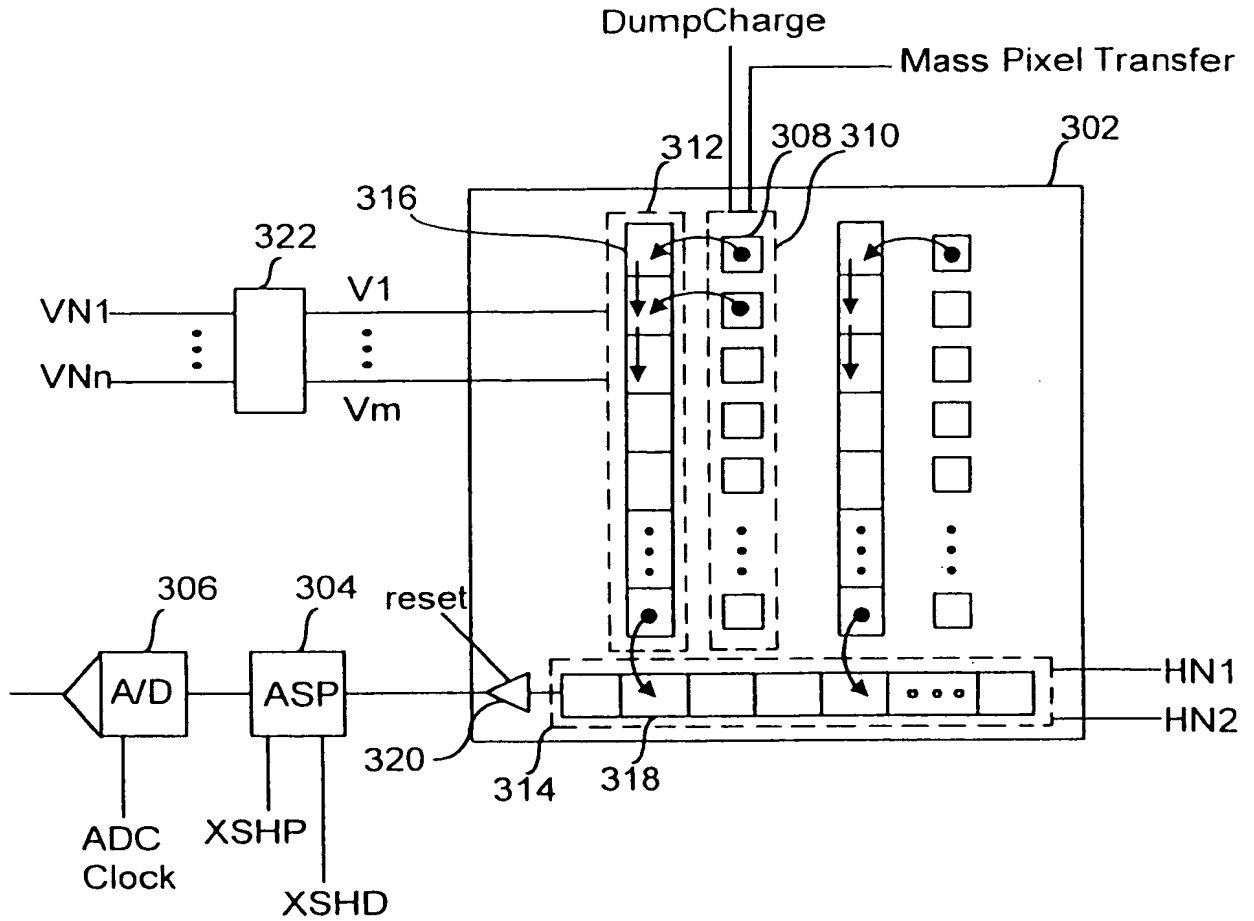 DumpCharge
Mass Pixel Transfer
312
308
310
302
316
322
VN1
V1
VNn
Vm
306
304
reset
A/D
ASP
HN1
HN2
320
314
318
ADC
Clock
XSHP
XSHD